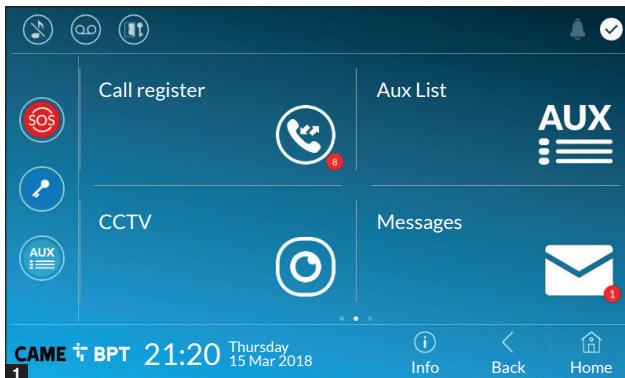 Call register
Aux List
SOS
8
AUX
CCTV
Messages
AUX
1
CAME BPT 21:20 Thursday
15 Mar 2018
i
Info
Back
Home
1